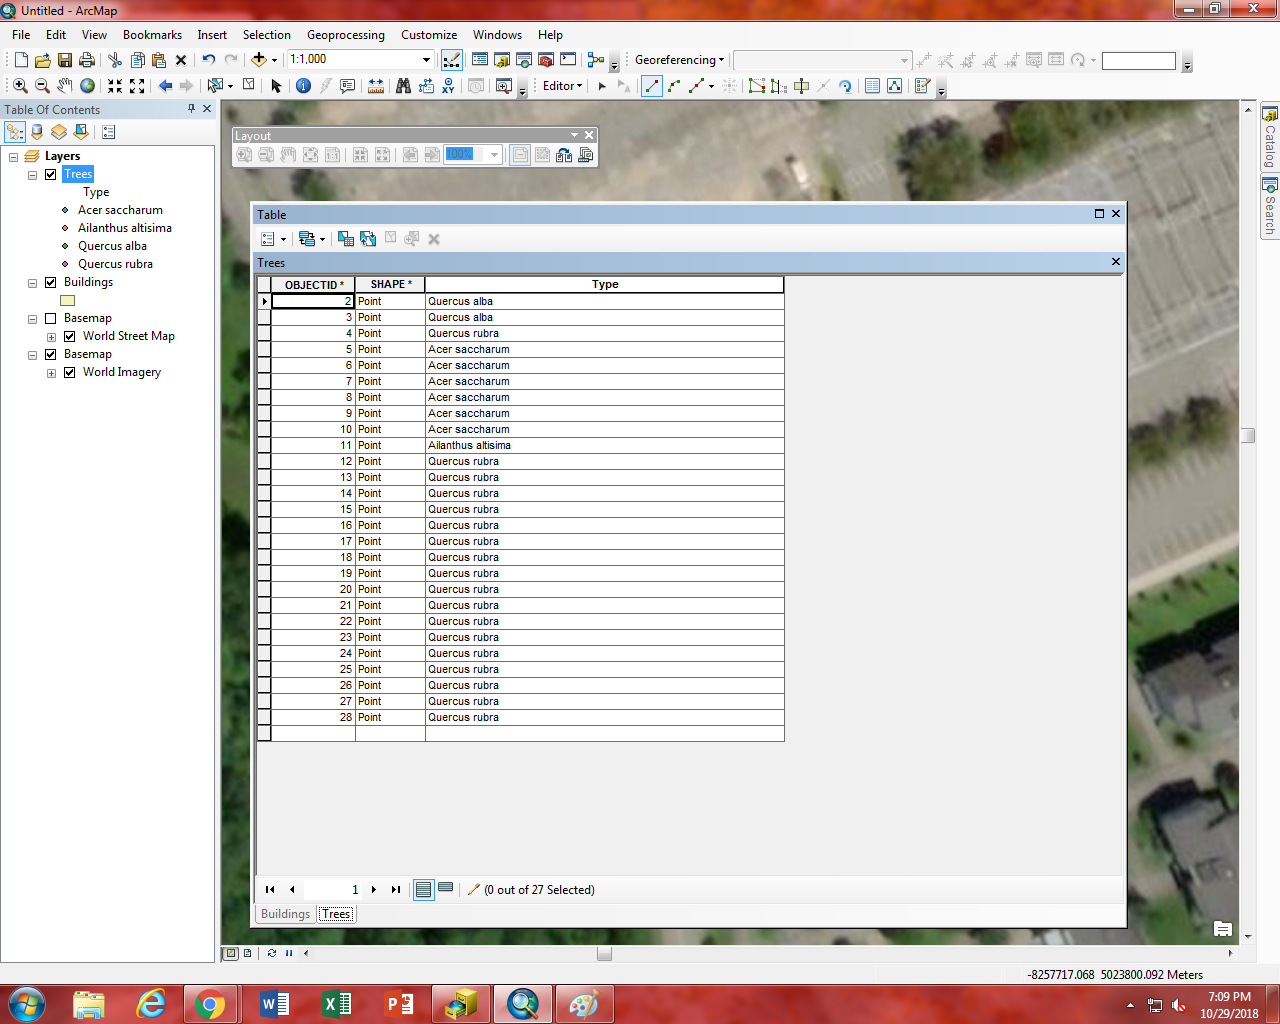 Untitled - ArcMap
File Edit View Bookmarks Insert Selection Geoprocessing Customize Windows Help
1:1,000 Georeferencing
Editor
Table Of Contents
Layers
Trees
Type
Acer saccharum
Ailanthus altisima
Quercus alba
Quercus rubra
Buildings
Basemap
World Street Map
Basemap
World Imagery
Layout
100%
Table
Trees
OBJECTID * SHAPE * Type
2 Point Quercus alba
3 Point Quercus alba
4 Point Quercus rubra
5 Point Acer saccharum
6 Point Acer saccharum
7 Point Acer saccharum
8 Point Acer saccharum
9 Point Acer saccharum
10 Point Acer saccharum
11 Point Ailanthus altisima
12 Point Quercus rubra
13 Point Quercus rubra
14 Point Quercus rubra
15 Point Quercus rubra
16 Point Quercus rubra
17 Point Quercus rubra
18 Point Quercus rubra
19 Point Quercus rubra
20 Point Quercus rubra
21 Point Quercus rubra
22 Point Quercus rubra
23 Point Quercus rubra
24 Point Quercus rubra
25 Point Quercus rubra
26 Point Quercus rubra
27 Point Quercus rubra
28 Point Quercus rubra
1 (0 out of 27 Selected)
Buildings Trees
Catalog
Search
-8257717.068 5023800.092 Meters
7:09 PM
10/29/2018